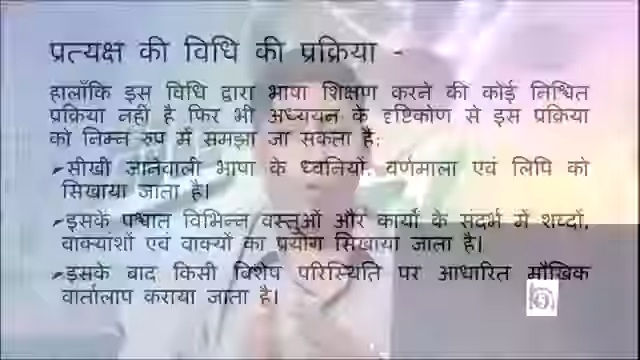 प्रत्यक्ष की विधि की प्रक्रिया -
हालाँकि इस विधि द्वारा भाषा शिक्षण करने की कोई निश्चित
प्रक्रिया नहीं है फिर भी अध्ययन के दृष्टिकोण से इस प्रक्रिया
को निम्न रुप में समझा जा सकता है:
➢सीखी जानेवाली भाषा के ध्वनियों, वर्णमाला एवं लिपि को
सिखाया जाता है।
➢इसके पश्चात विभिन्न वस्तुओं और कार्यों के संदर्भ में शब्दों,
वाक्यांशों एवं वाक्यों का प्रयोग सिखाया जाता है।
➢इसके बाद किसी विशेष परिस्थिति पर आधारित मौखिक
वार्तालाप कराया जाता है।